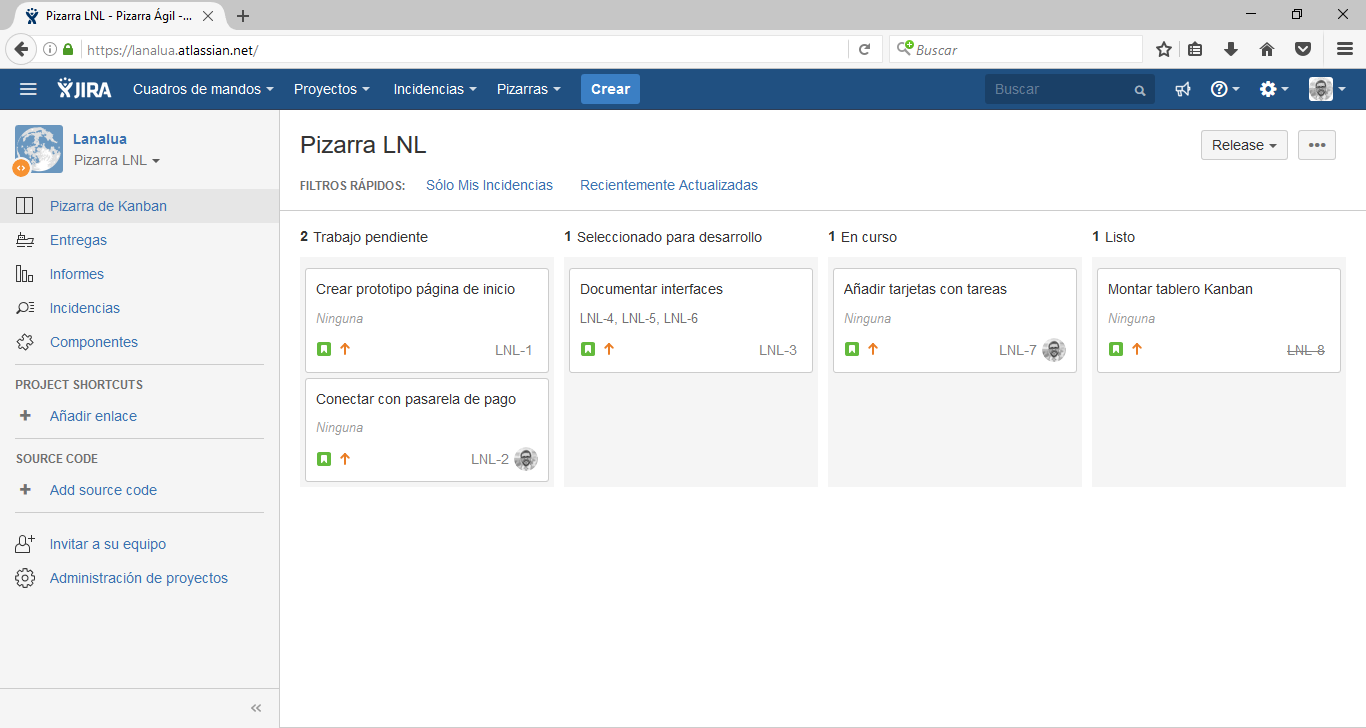 Pizarra LNL - Pizarra Ágil -...
https://lanalua.atlassian.net/
Buscar
JIRA
Cuadros de mandos
Proyectos
Incidencias
Pizarras
Crear
Buscar
Lanalua
Pizarra LNL
Pizarra de Kanban
Entregas
Informes
Incidencias
Componentes
PROJECT SHORTCUTS
Añadir enlace
SOURCE CODE
Add source code
Invitar a su equipo
Administración de proyectos
Pizarra LNL
Release
FILTROS RÁPIDOS:
Sólo Mis Incidencias
Recientemente Actualizadas
2 Trabajo pendiente
Crear prototipo página de inicio
Ninguna
LNL-1
Conectar con pasarela de pago
Ninguna
LNL-2
1 Seleccionado para desarrollo
Documentar interfaces
LNL-4, LNL-5, LNL-6
LNL-3
1 En curso
Añadir tarjetas con tareas
Ninguna
LNL-7
1 Listo
Montar tablero Kanban
Ninguna
LNL-8